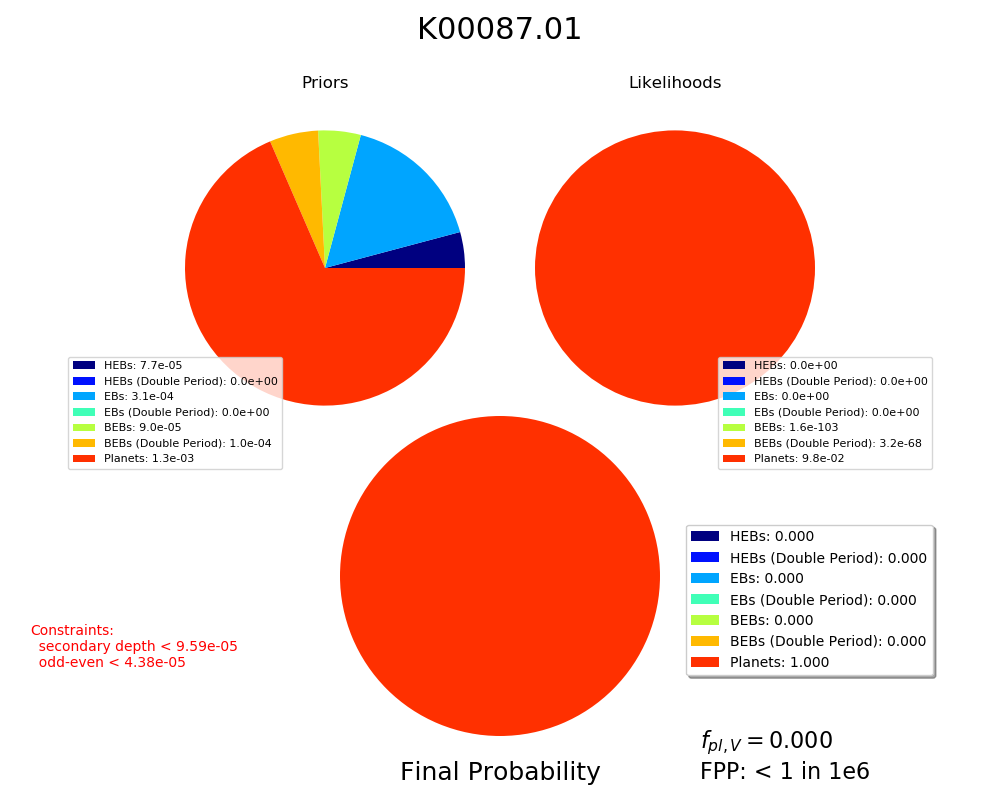 K00087.01
Priors
Likelihoods
HEBs: 7.7e-05
HEBs (Double Period): 0.0e+00
EBs: 3.1e-04
EBs (Double Period): 0.0e+00
BEBs: 9.0e-05
BEBs (Double Period): 1.0e-04
Planets: 1.3e-03
HEBs: 0.0e+00
HEBs (Double Period): 0.0e+00
EBs: 0.0e+00
EBs (Double Period): 0.0e+00
BEBs: 1.6e-103
BEBs (Double Period): 3.2e-68
Planets: 9.8e-02
HEBs: 0.000
HEBs (Double Period): 0.000
EBs: 0.000
EBs (Double Period): 0.000
BEBs: 0.000
BEBs (Double Period): 0.000
Planets: 1.000
Constraints:
secondary depth < 9.59e-05
odd-even < 4.38e-05
Final Probability
f_{pl,V} = 0.000
FPP: < 1 in 1e6